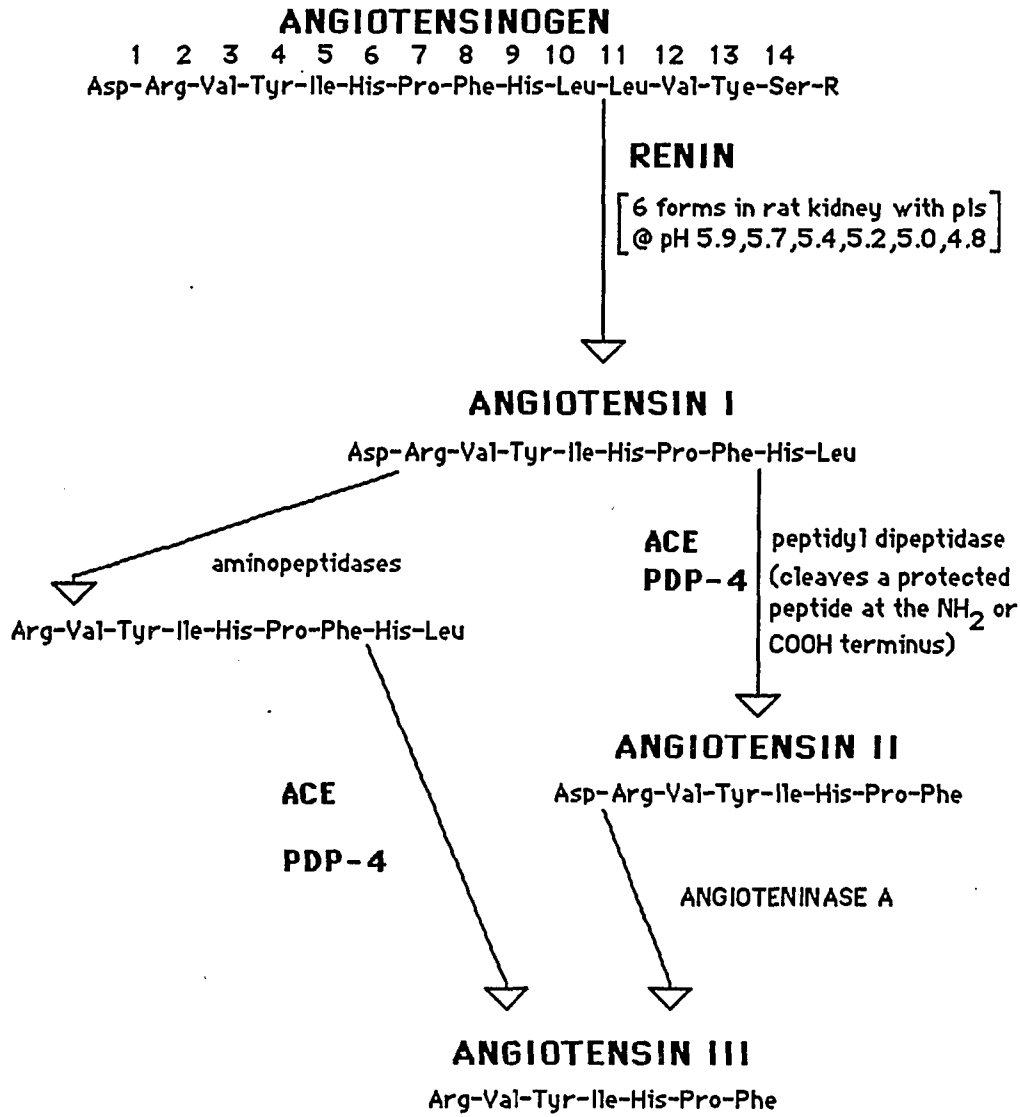 ANGIOTENSINOGEN
1 2 3 4 5 6 7 8 9 10 11 12 13 14
Asp-Arg-Val-Tyr-Ile-His-Pro-Phe-His-Leu-Leu-Val-Tye-Ser-R
RENIN
[6 forms in rat kidney with pIs
@ pH 5.9,5.7,5.4,5.2,5.0,4.8]
ANGIOTENSIN I
Asp-Arg-Val-Tyr-Ile-His-Pro-Phe-His-Leu
aminopeptidases
ACE peptidyl dipeptidase
PDP-4 (cleaves a protected
peptide at the NH2 or
COOH terminus)
Arg-Val-Tyr-Ile-His-Pro-Phe-His-Leu
ANGIOTENSIN II
Asp-Arg-Val-Tyr-Ile-His-Pro-Phe
ACE
PDP-4
ANGIOTENINASE A
ANGIOTENSIN III
Arg-Val-Tyr-Ile-His-Pro-Phe